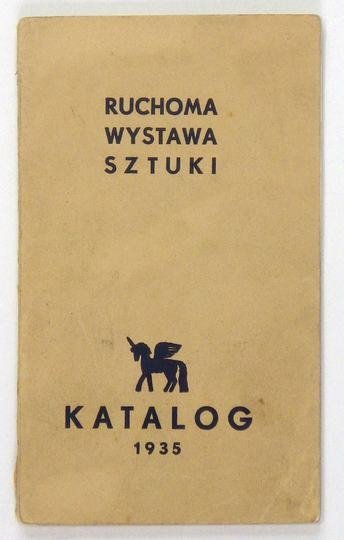 RUCHOMA
WYSTAWA
SZTUKI
KATALOG
1935